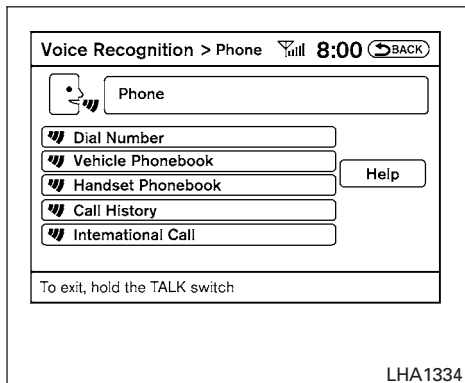 Voice Recognition > Phone 8:00 BACK
Phone
Dial Number
Vehicle Phonebook
Handset Phonebook
Help
Call History
International Call
To exit, hold the TALK switch
LHA1334